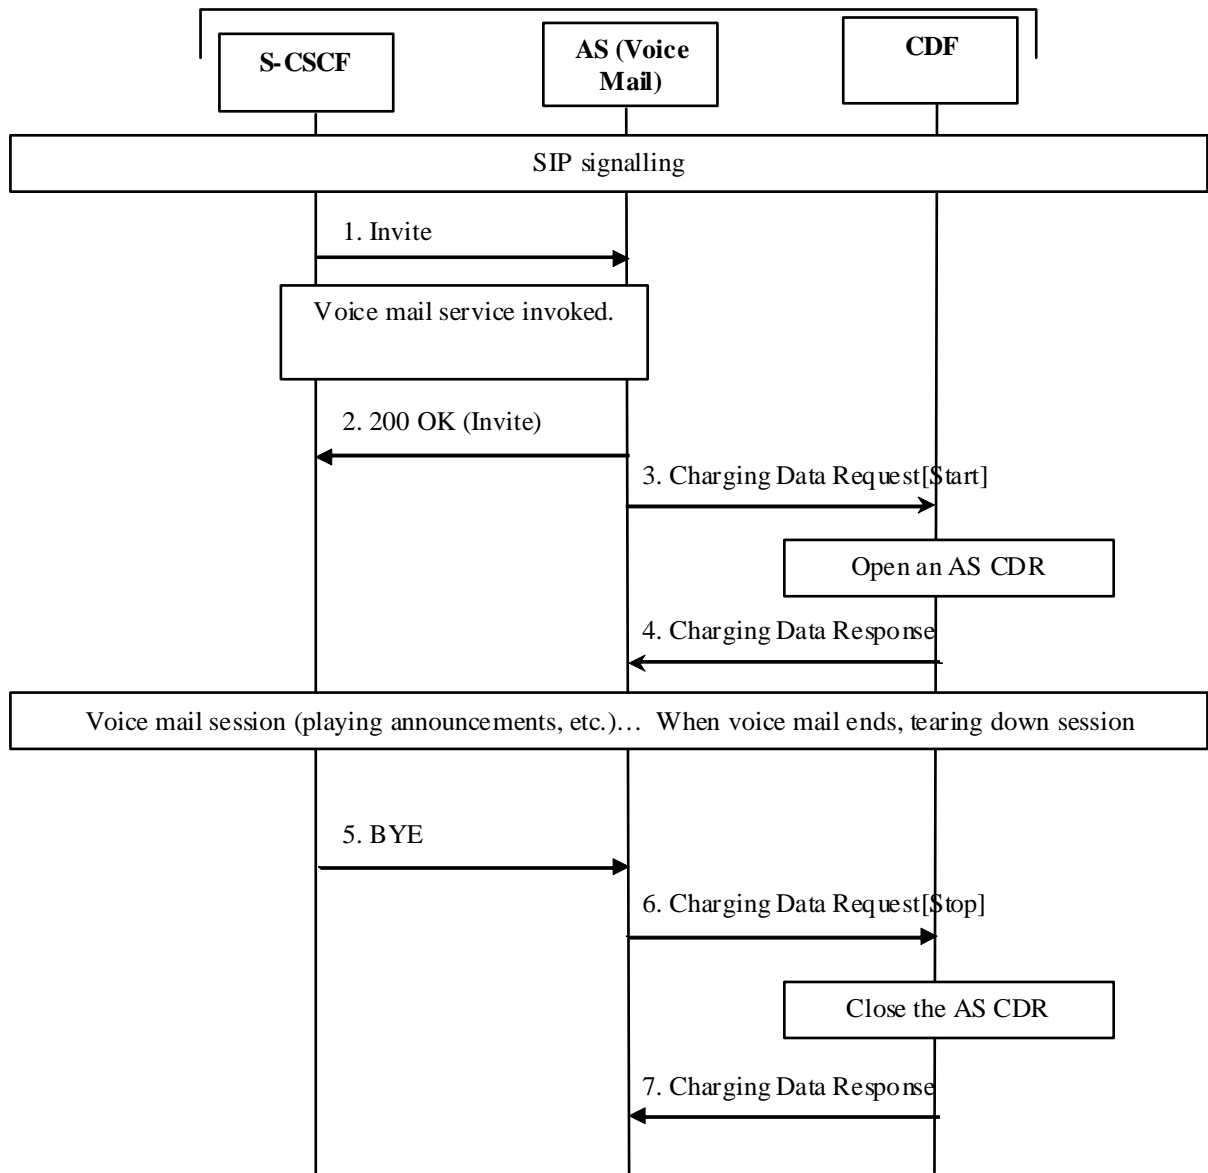 S-CSCF
AS (Voice
Mail)
CDF
SIP signalling
1. Invite
Voice mail service invoked.
2. 200 OK (Invite)
3. Charging Data Request[Start]
Open an AS CDR
4. Charging Data Response
Voice mail session (playing announcements, etc.)… When voice mail ends, tearing down session
5. BYE
6. Charging Data Request[Stop]
Close the AS CDR
7. Charging Data Response